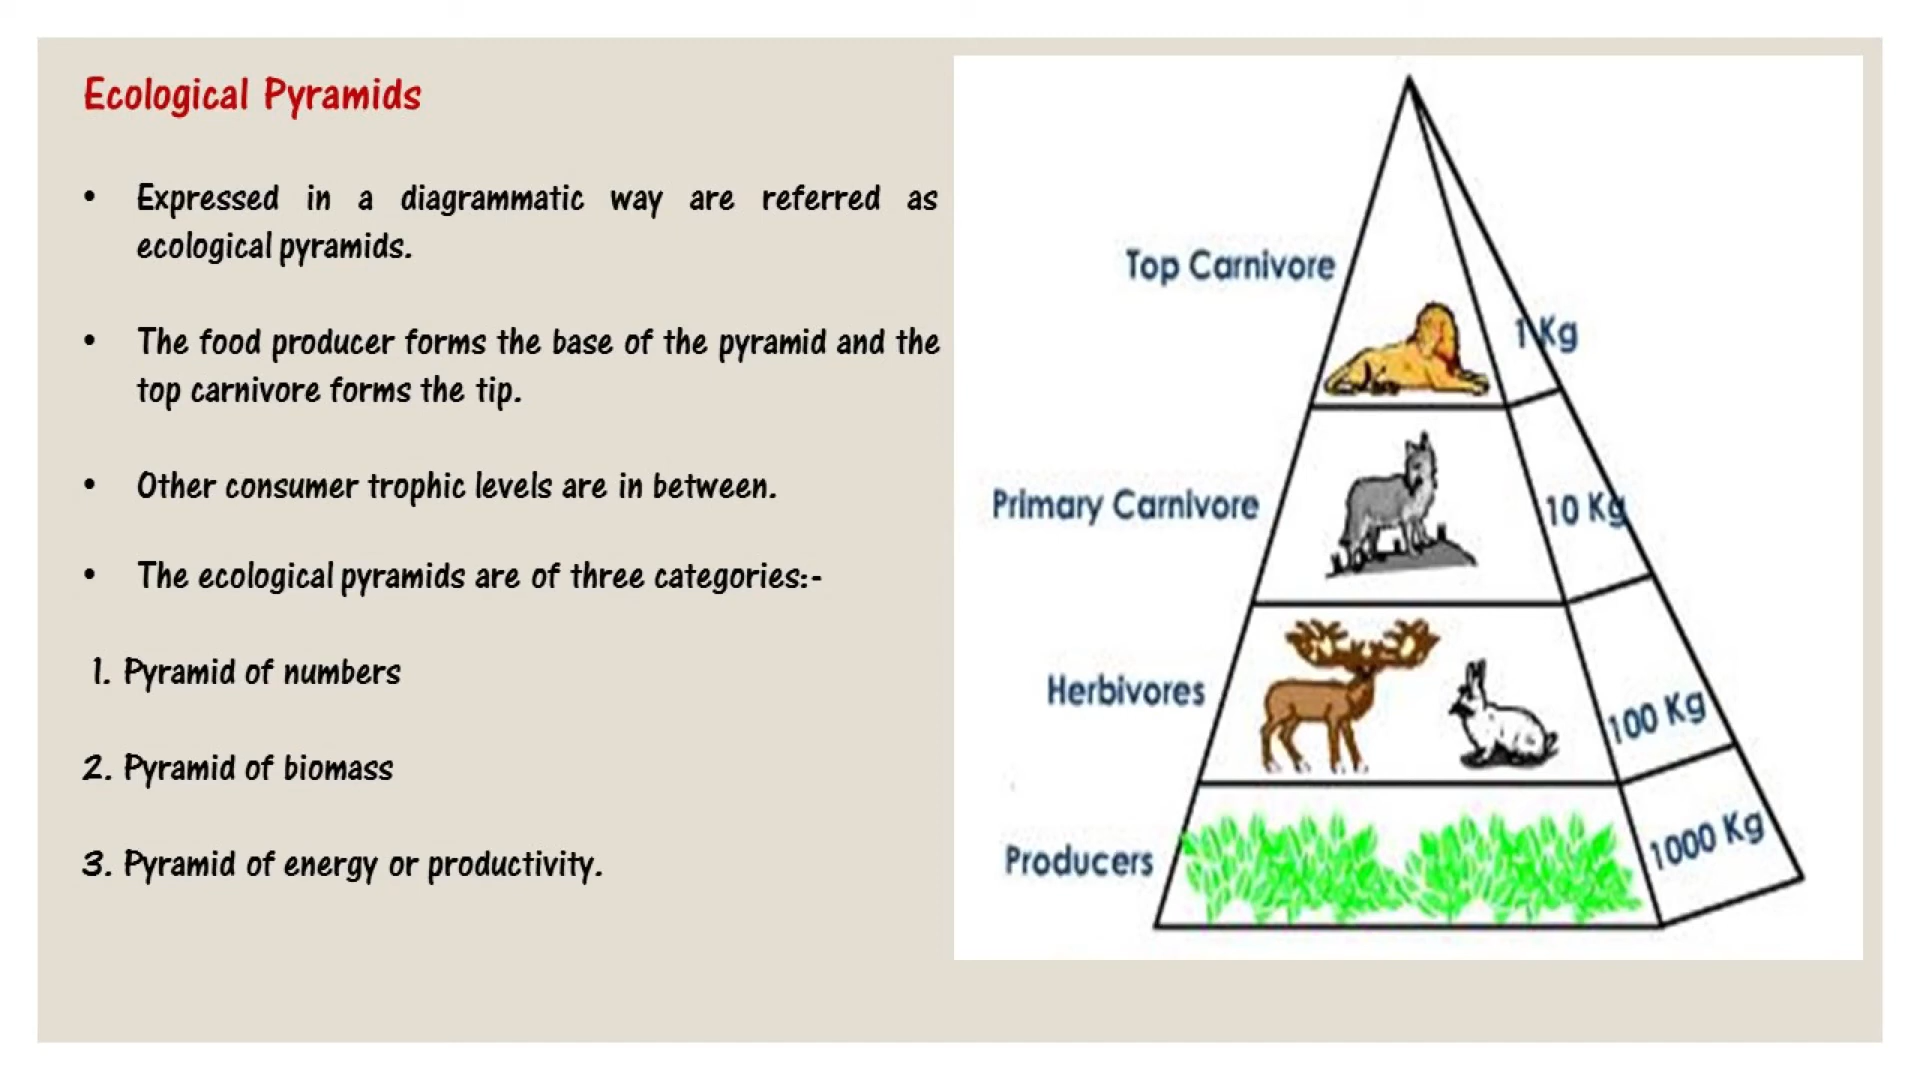 Ecological Pyramids
• Expressed in a diagrammatic way are referred as
ecological pyramids.
• The food producer forms the base of the pyramid and the
top carnivore forms the tip.
• Other consumer trophic levels are in between.
• The ecological pyramids are of three categories:-
1. Pyramid of numbers
2. Pyramid of biomass
3. Pyramid of energy or productivity.
Top Carnivore
1 Kg
Primary Carnivore
10 Kg
Herbivores
100 Kg
Producers
1000 Kg